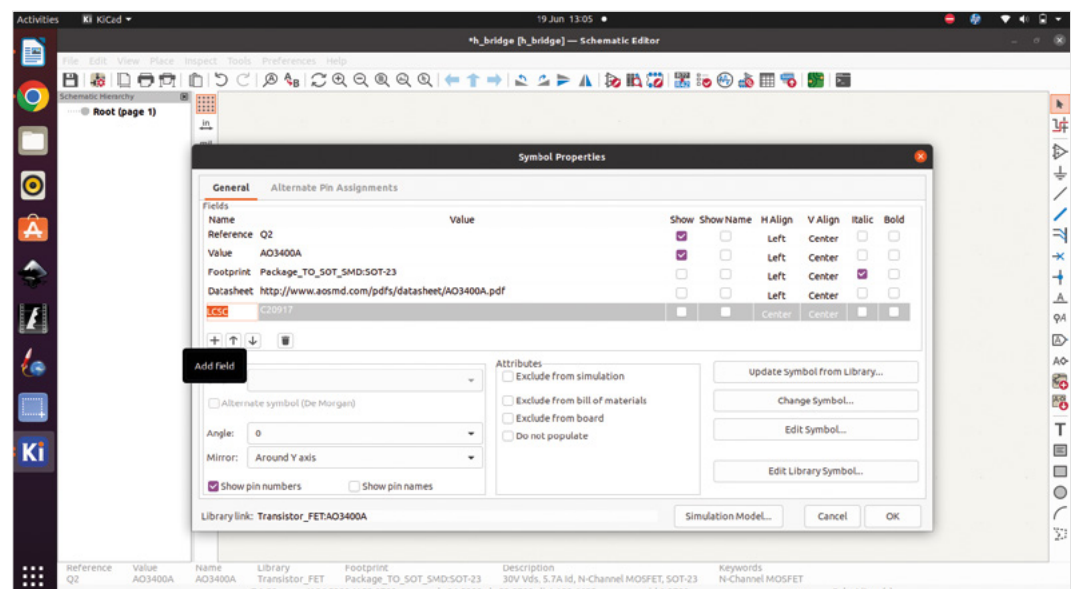 Activities KiCad 19 Jun 13:05
*h_bridge [h_bridge] — Schematic Editor
File Edit View Place Inspect Tools Preferences Help
Schematic Hierarchy
Root (page 1)
in
Symbol Properties
General Alternate Pin Assignments
Fields
Name Value Show Show Name H Align V Align Italic Bold
Reference Q2 Left Center
Value AO3400A Left Center
Footprint Package_TO_SOT_SMD:SOT-23 Left Center
Datasheet http://www.aosmd.com/pdfs/datasheet/AO3400A.pdf Left Center
LCSC C20917 Center Center
Add field
Alternate symbol (De Morgan)
Angle: 0
Mirror: Around Y axis
Show pin numbers Show pin names
Attributes
Exclude from simulation
Exclude from bill of materials
Exclude from board
Do not populate
Update Symbol from Library...
Change Symbol...
Edit Symbol...
Edit Library Symbol...
Library link: Transistor_FET:AO3400A Simulation Model... Cancel OK
Ki
Reference Value Name Library Footprint Description Keywords
Q2 AO3400A AO3400A Transistor_FET Package_TO_SOT_SMD:SOT-23 30V Vds, 5.7A Id, N-Channel MOSFET, SOT-23 N-Channel MOSFET